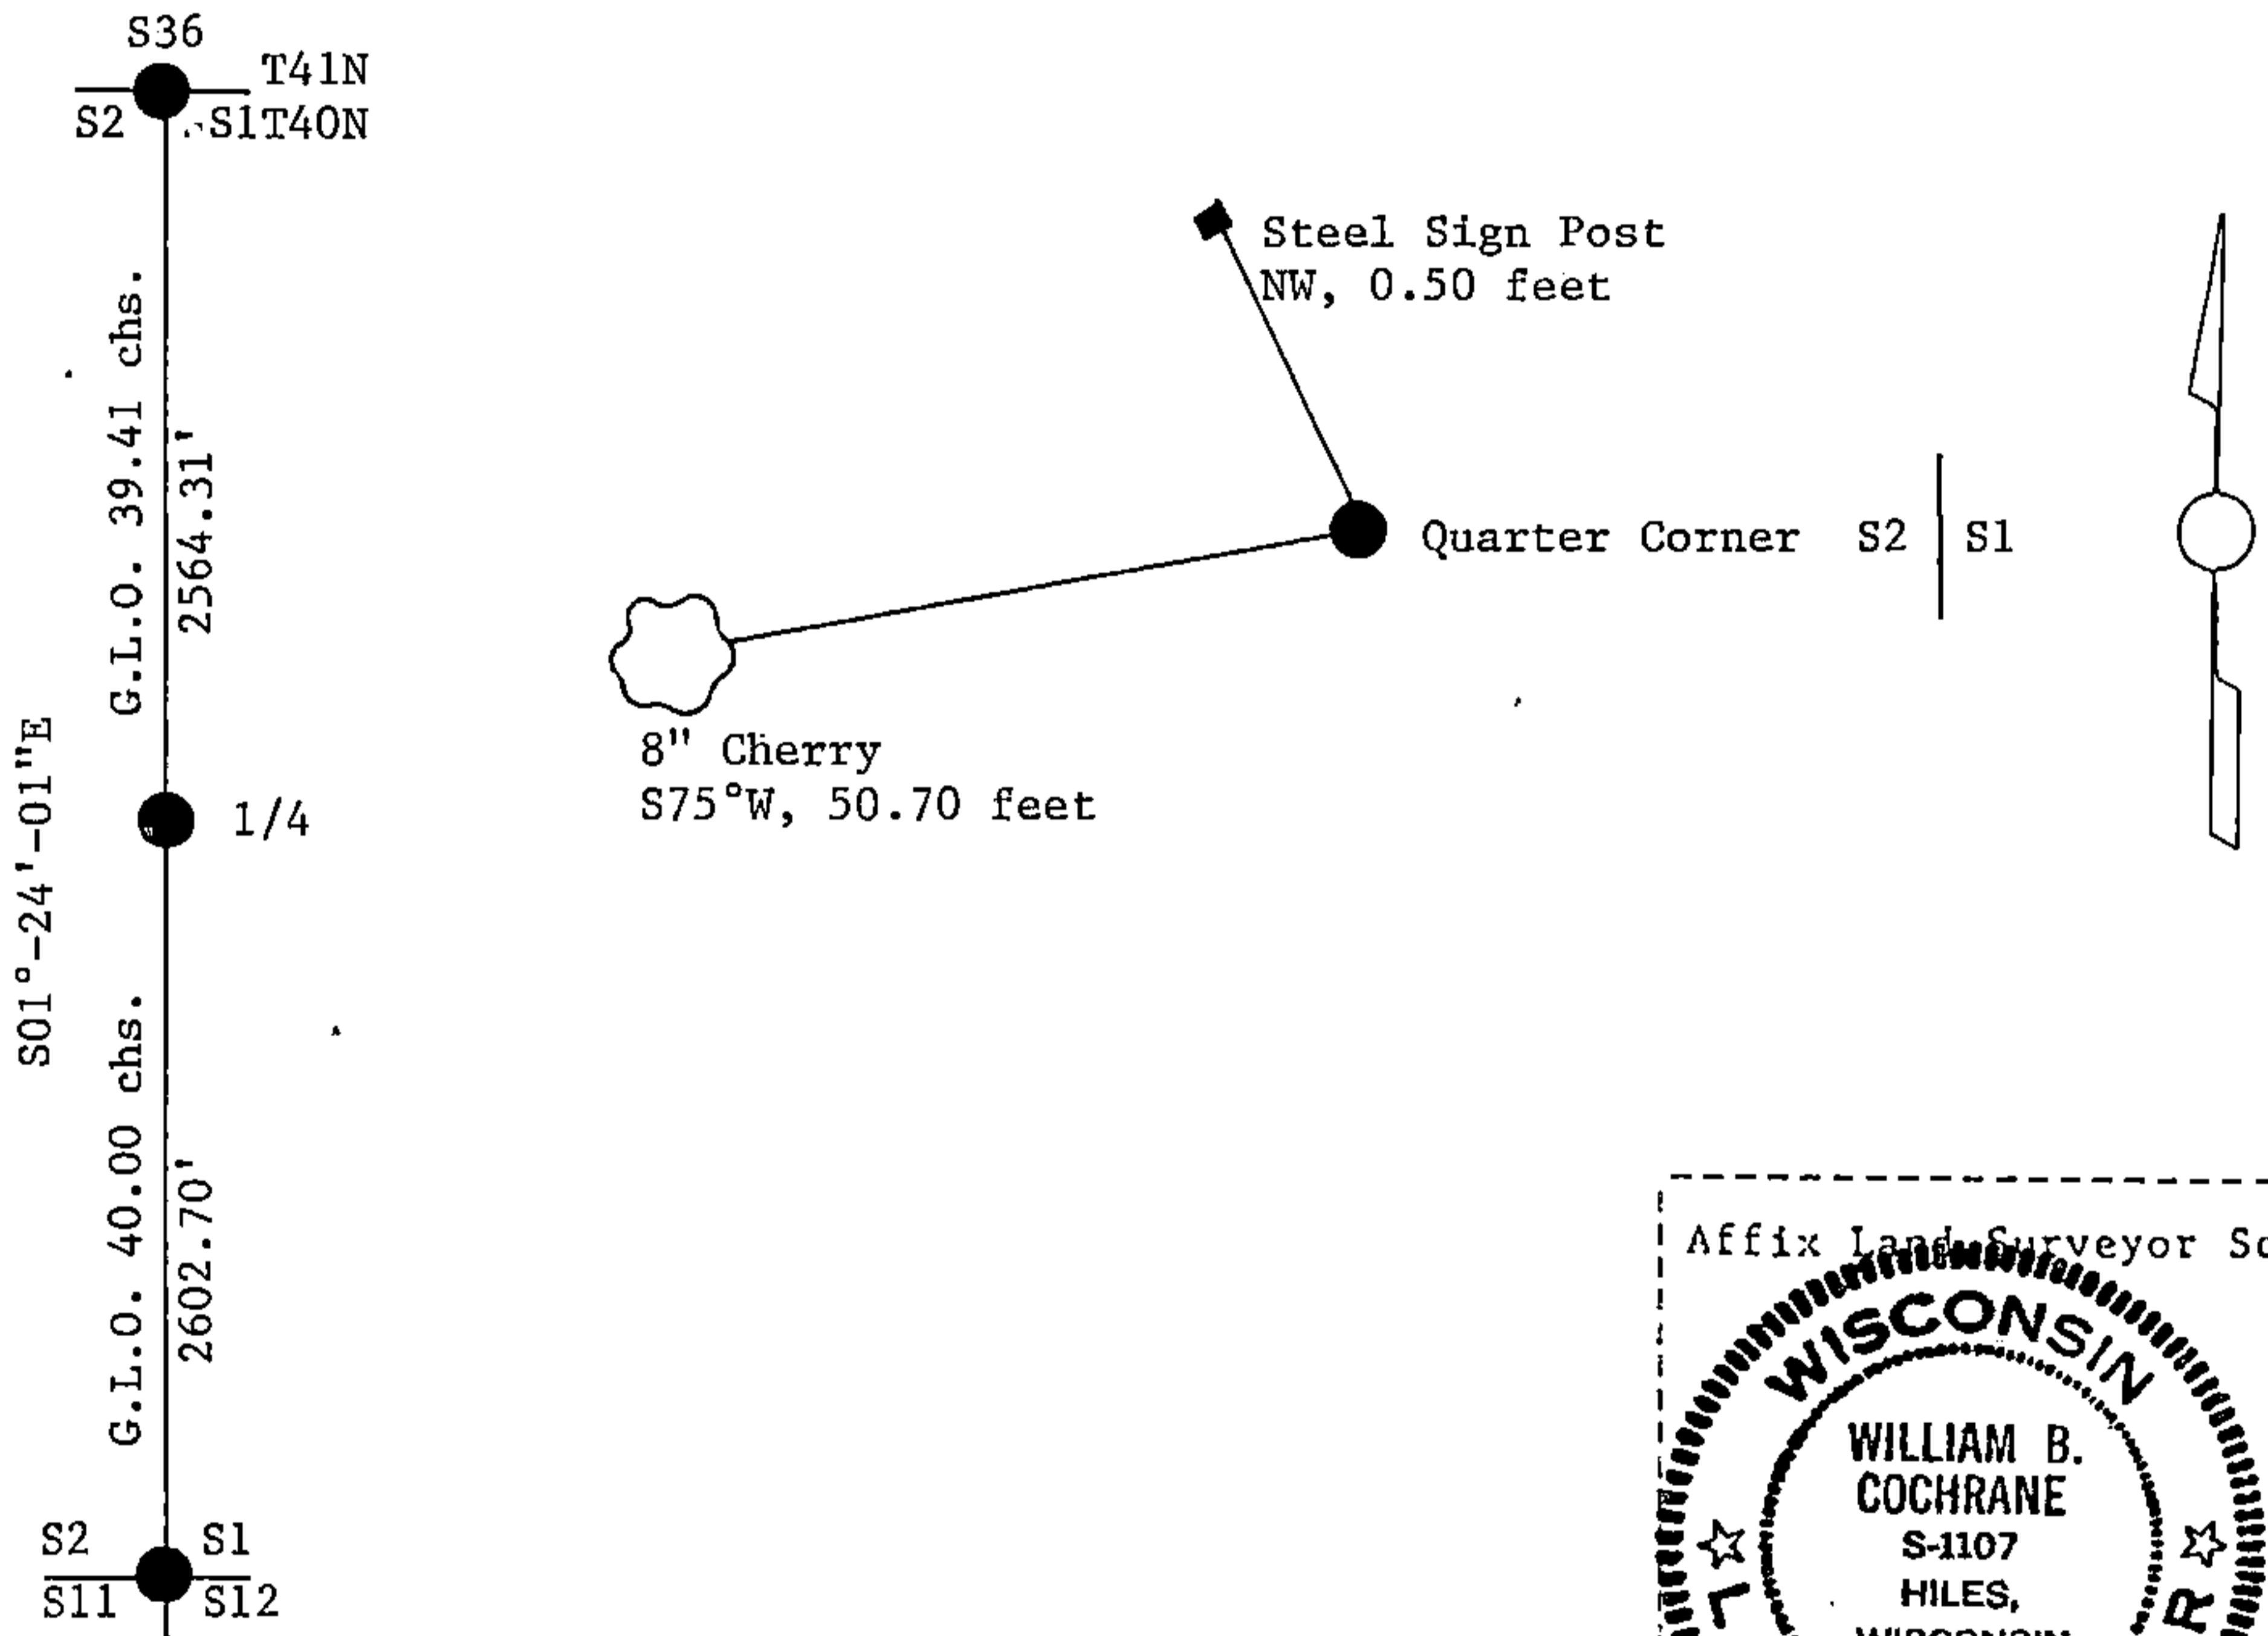 S36
T41N
S2 S1T40N
G.L.O. 39.41 chs.
2564.31'
S01°-24'-01"E
1/4
G.L.O. 40.00 chs.
2602.70'
S2 S1
S11 S12
Steel Sign Post
NW, 0.50 feet
Quarter Corner S2 S1
8" Cherry
S75°W, 50.70 feet
Affix Land Surveyor
WISCONSIN
WILLIAM B.
COCHRANE
S-1107
HILES,
WISCONSIN